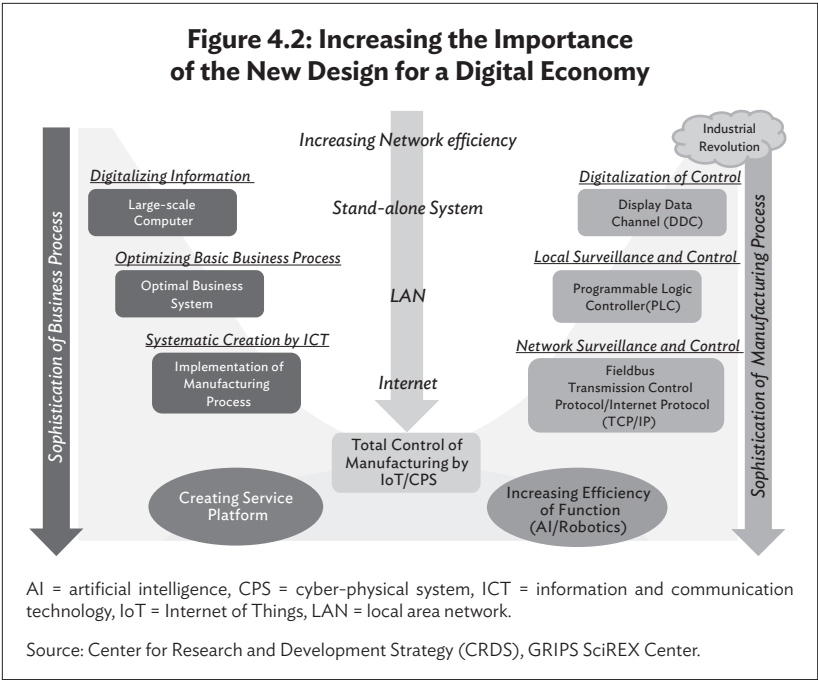 Figure 4.2: Increasing the Importance
of the New Design for a Digital Economy
Sophistication of Business Process
Digitalizing Information
Large-scale
Computer
Optimizing Basic Business Process
Optimal Business
System
Systematic Creation by ICT
Implementation of
Manufacturing
Process
Increasing Network efficiency
Stand-alone System
LAN
Internet
Total Control of
Manufacturing by
IoT/CPS
Industrial
Revolution
Digitalization of Control
Display Data
Channel (DDC)
Local Surveillance and Control
Programmable Logic
Controller(PLC)
Network Surveillance and Control
Fieldbus
Transmission Control
Protocol/Internet Protocol
(TCP/IP)
Sophistication of Manufacturing Process
Creating Service
Platform
Increasing Efficiency
of Function
(AI/Robotics)
AI = artificial intelligence, CPS = cyber-physical system, ICT = information and communication
technology, IoT = Internet of Things, LAN = local area network.
Source: Center for Research and Development Strategy (CRDS), GRIPS SciREX Center.